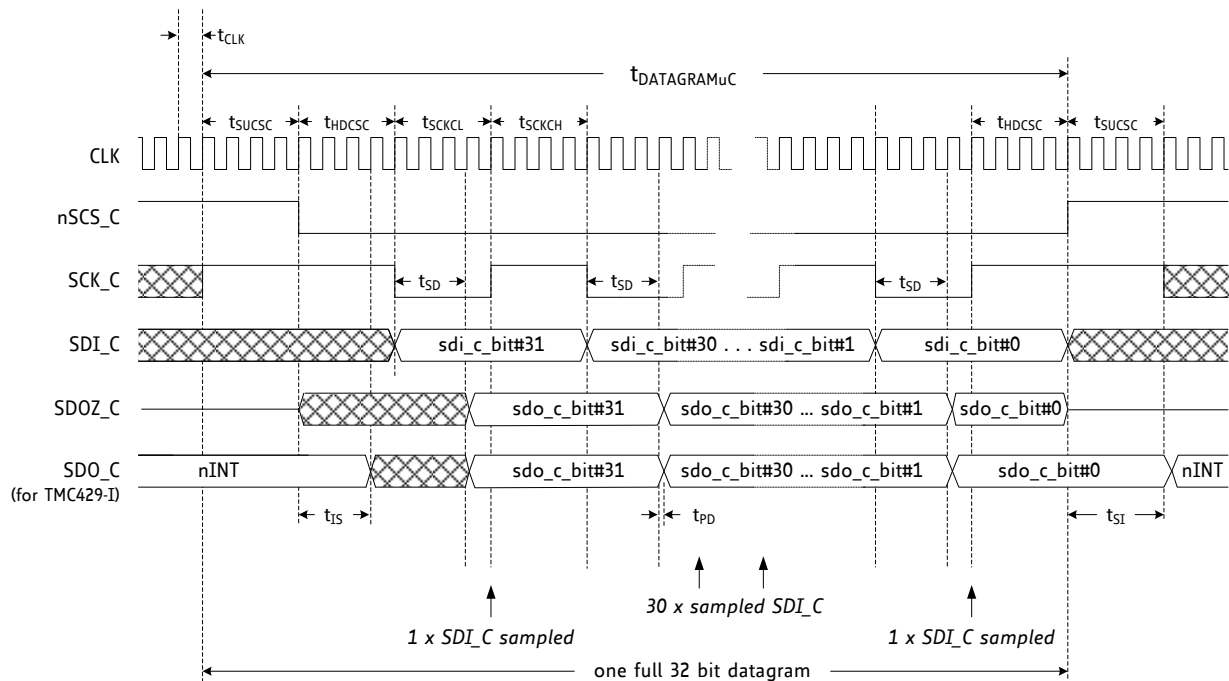 tCLK
tDATAGRAMuC
tSUCSC tHDCSC tSCKCL tSCKCH tHDCSC tSUCSC
CLK
nSCS_C
SCK_C tSD tSD tSD
SDI_C sdi_c_bit#31 sdi_c_bit#30 . . . sdi_c_bit#1 sdi_c_bit#0
SDOZ_C sdo_c_bit#31 sdo_c_bit#30 ... sdo_c_bit#1 sdo_c_bit#0
SDO_C nINT sdo_c_bit#31 sdo_c_bit#30 ... sdo_c_bit#1 sdo_c_bit#0 nINT
(for TMC429-I)
tIS tPD tSI
30 x sampled SDI_C
1 x SDI_C sampled 1 x SDI_C sampled
one full 32 bit datagram